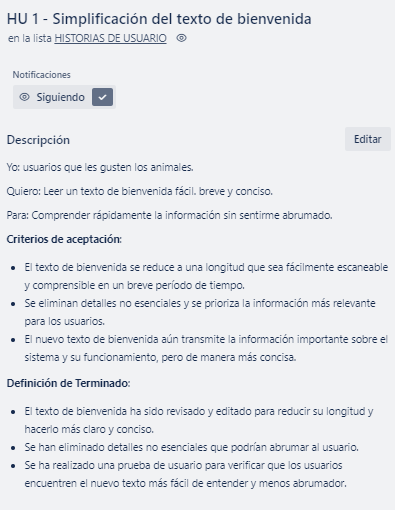 HU 1 - Simplificación del texto de bienvenida
en la lista HISTORIAS DE USUARIO
Notificaciones
Siguiendo
Descripción
Editar
Yo: usuarios que les gusten los animales.
Quiero: Leer un texto de bienvenida fácil. breve y conciso.
Para: Comprender rápidamente la información sin sentirme abrumado.
Criterios de aceptación:
• El texto de bienvenida se reduce a una longitud que sea fácilmente escaneable
y comprensible en un breve período de tiempo.
• Se eliminan detalles no esenciales y se prioriza la información más relevante
para los usuarios.
• El nuevo texto de bienvenida aún transmite la información importante sobre el
sistema y su funcionamiento, pero de manera más concisa.
Definición de Terminado:
• El texto de bienvenida ha sido revisado y editado para reducir su longitud y
hacerlo más claro y conciso.
• Se han eliminado detalles no esenciales que podrían abrumar al usuario.
• Se ha realizado una prueba de usuario para verificar que los usuarios
encuentren el nuevo texto más fácil de entender y menos abrumador.